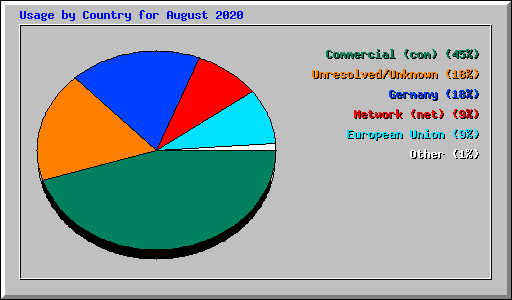 Usage by Country for August 2020
Commercial (com) (45%)
Unresolved/Unknown (18%)
Germany (18%)
Network (net) (9%)
European Union (9%)
Other (1%)